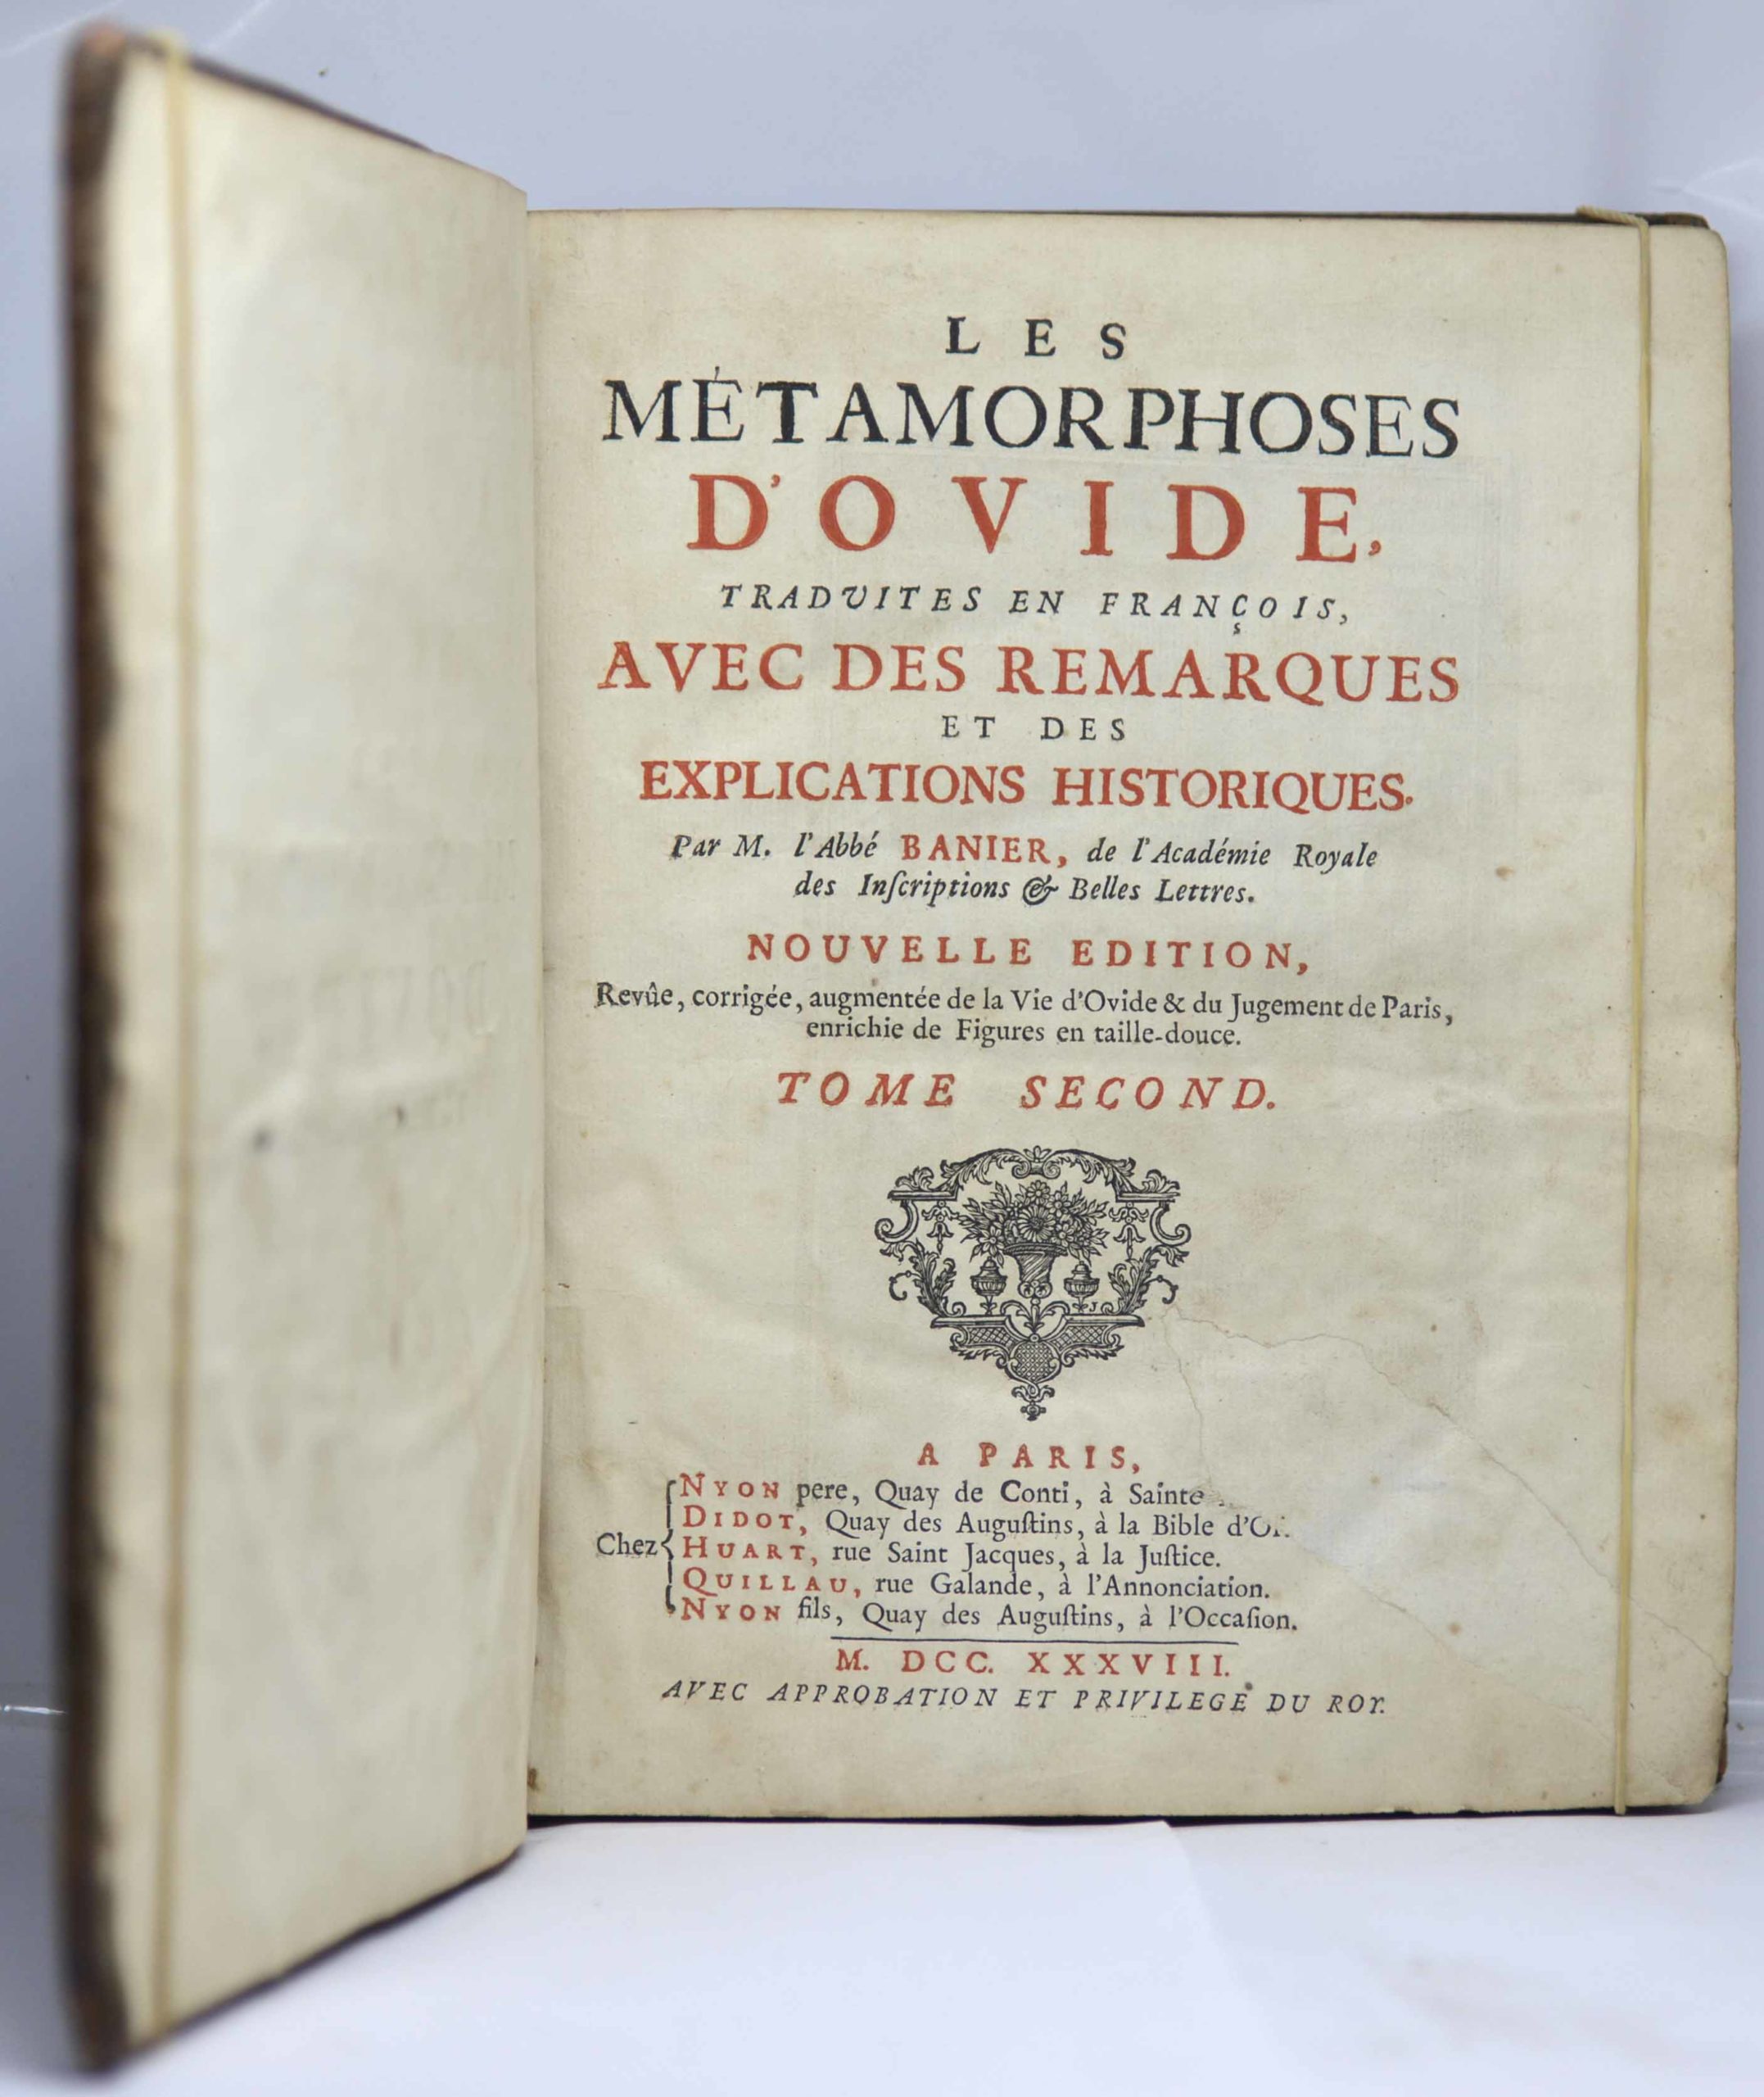 LES
MÉTAMORPHOSES
D'OVIDE,
TRADUITES EN FRANÇOIS,
AVEC DES REMARQUES
ET DES
EXPLICATIONS HISTORIQUES.
Par M. l'Abbé BANIER, de l'Académie Royale
des Inſcriptions & Belles Lettres.
NOUVELLE EDITION,
Revûe, corrigée, augmentée de la Vie d'Ovide & du Jugement de Paris,
enrichie de Figures en taille-douce.
TOME SECOND.
A PARIS,
Chez
NYON pere, Quay de Conti, à Sainte
DIDOT, Quay des Auguſtins, à la Bible d'Or.
HUART, rue Saint Jacques, à la Juſtice.
QUILLAU, rue Galande, à l'Annonciation.
NYON fils, Quay des Auguſtins, à l'Occaſion.
M. DCC. XXXVIII.
AVEC APPROBATION ET PRIVILEGE DU ROY.